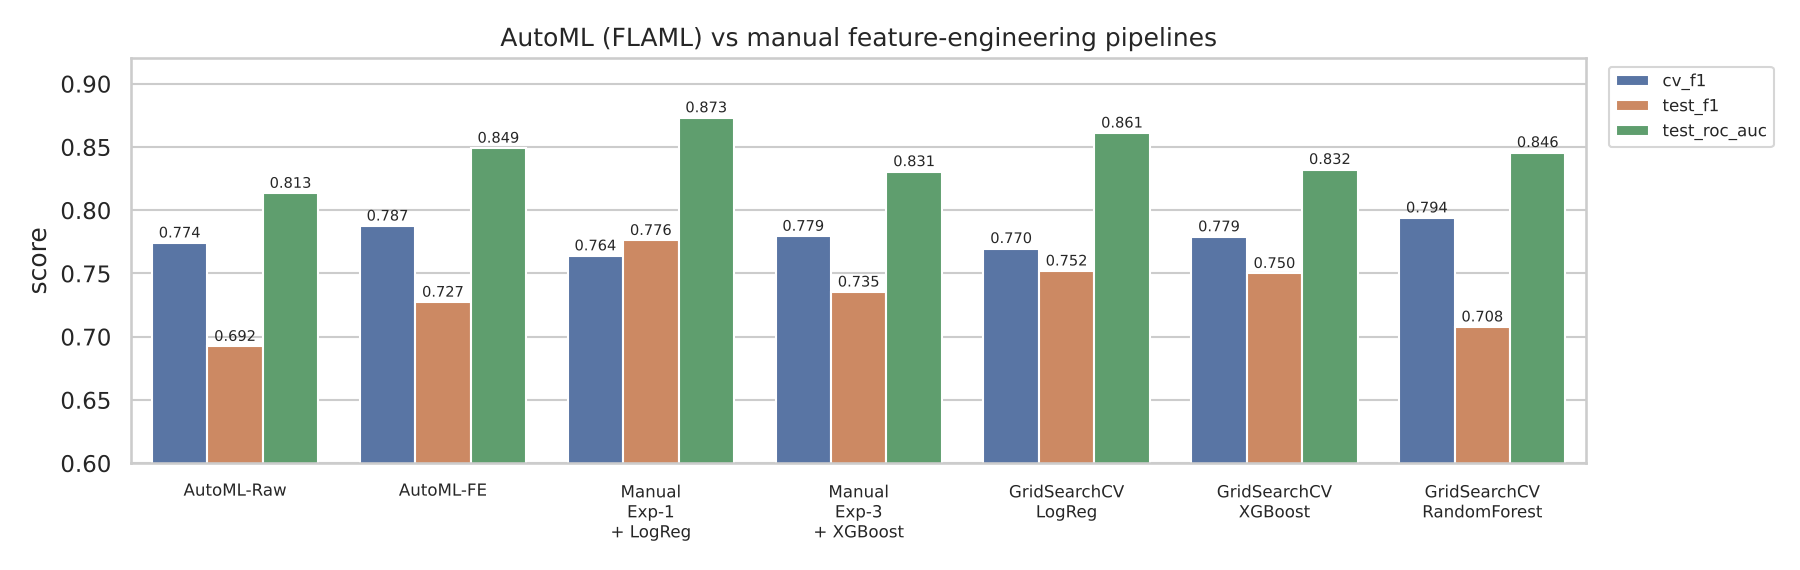 AutoML (FLAML) vs manual feature-engineering pipelines
score
0.90
0.85
0.80
0.75
0.70
0.65
0.60
0.774
0.692
0.813
0.787
0.727
0.849
0.764
0.776
0.873
0.779
0.735
0.831
0.770
0.752
0.861
0.779
0.750
0.832
0.794
0.708
0.846
AutoML-Raw
AutoML-FE
Manual
Exp-1
+ LogReg
Manual
Exp-3
+ XGBoost
GridSearchCV
LogReg
GridSearchCV
XGBoost
GridSearchCV
RandomForest
cv_f1
test_f1
test_roc_auc